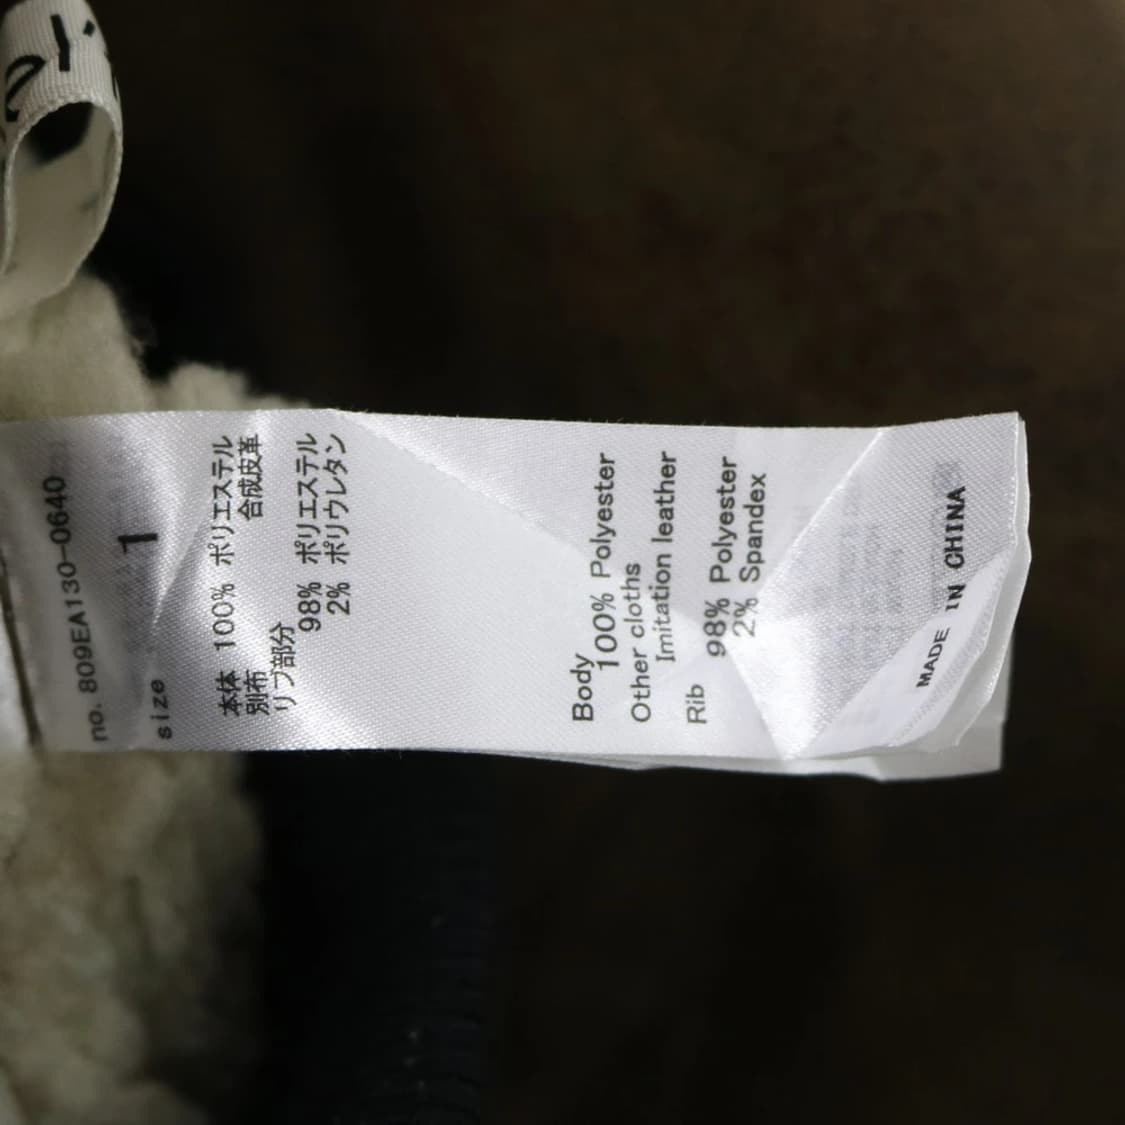 no. 809EA130-0640
size 1
本体 100% ポリエステル
別布 合成皮革
リブ部分
98% ポリエステル
2% ポリウレタン
Body
100% Polyester
Other cloths
Imitation leather
Rib
98% Polyester
2% Spandex
MADE IN CHINA